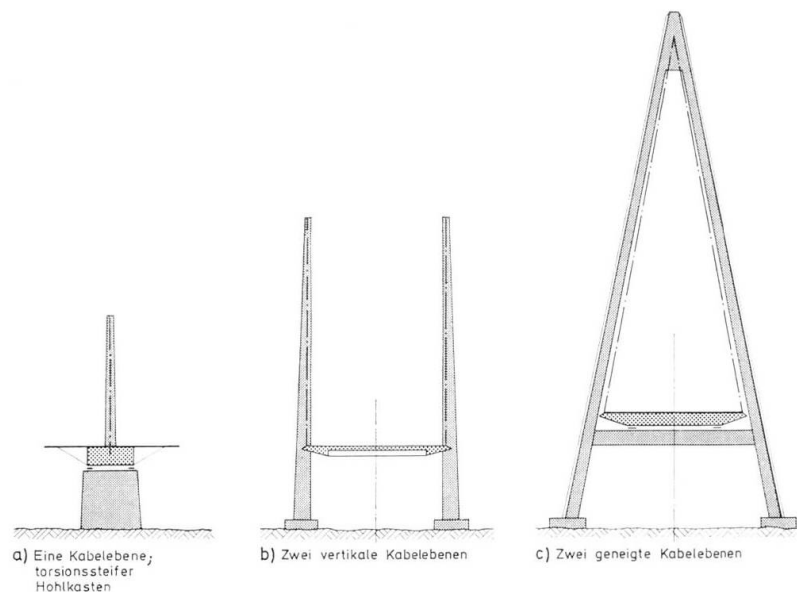 a) Eine Kabelebene;
torsionssteifer
Hohlkasten
b) Zwei vertikale Kabelebenen
c) Zwei geneigte Kabelebenen